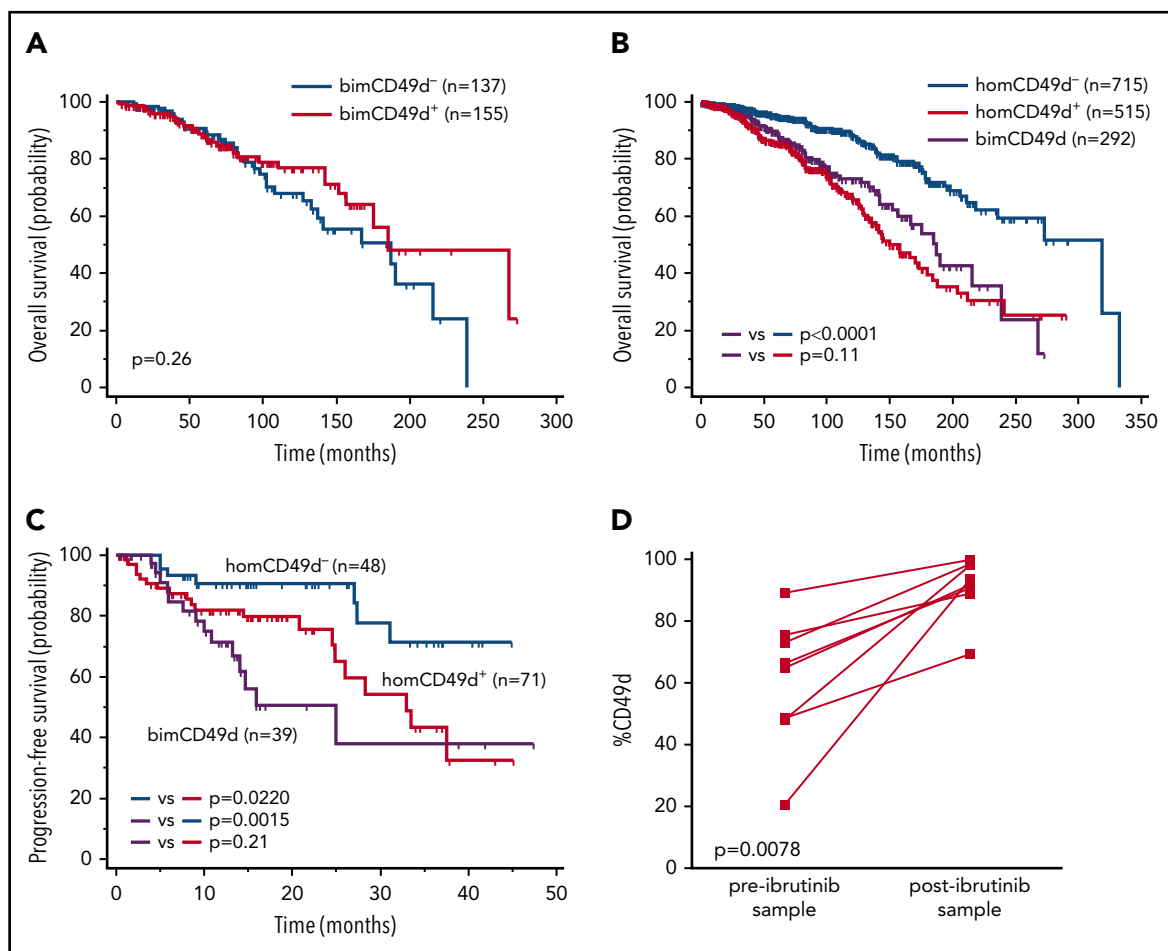 A
bimCD49d⁻ (n=137)
bimCD49d⁺ (n=155)
Overall survival (probability)
100
80
60
40
20
0
p=0.26
0 50 100 150 200 250 300
Time (months)
B
homCD49d⁻ (n=715)
homCD49d⁺ (n=515)
bimCD49d (n=292)
Overall survival (probability)
100
80
60
40
20
0
vs p<0.0001
vs p=0.11
0 50 100 150 200 250 300 350
Time (months)
C
Progression-free survival (probability)
100
80
60
40
20
0
homCD49d⁻ (n=48)
homCD49d⁺ (n=71)
bimCD49d (n=39)
vs p=0.0220
vs p=0.0015
vs p=0.21
0 10 20 30 40 50
Time (months)
D
%CD49d
100
80
60
40
20
0
p=0.0078
pre-ibrutinib post-ibrutinib
sample sample